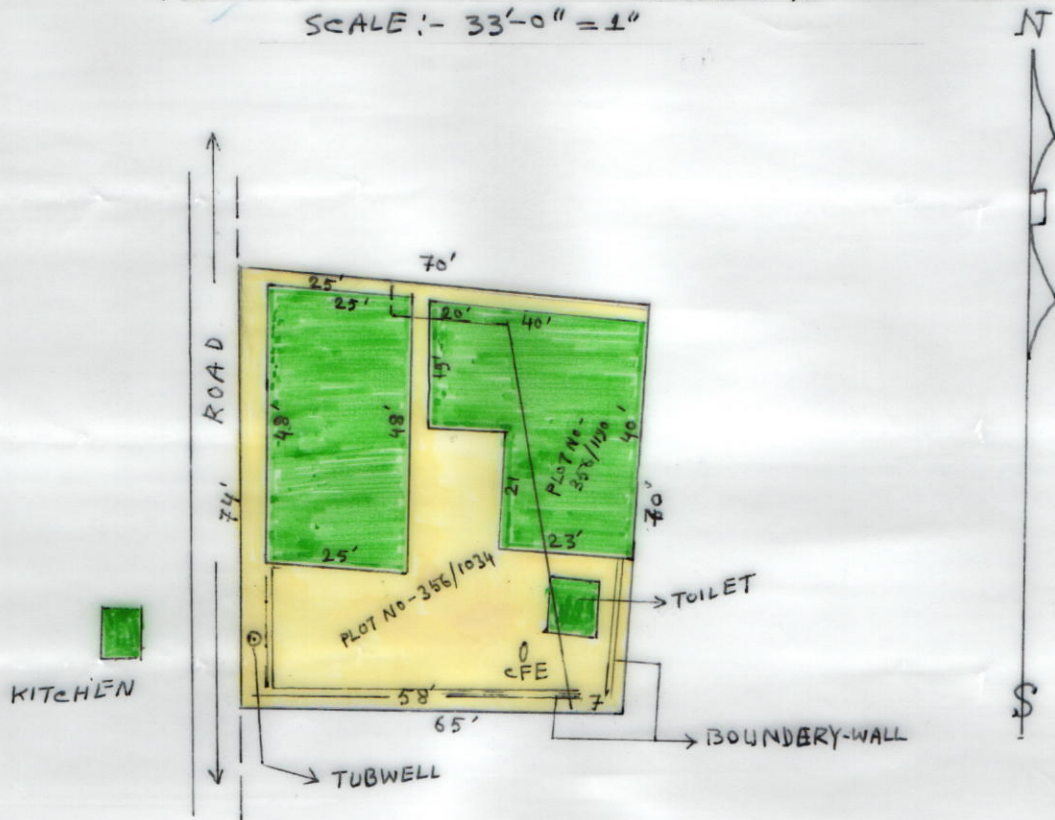 SCALE:- 33'-0" = 1"
N
70'
25'
25'
20'
40'
15'
ROAD
48'
48'
40'
PLOT NO-
356/1190
21
74'
70'
23'
25'
PLOT NO-356/1034
TOILET
CFE
KITCHEN
58'
7'
65'
S
BOUNDERY-WALL
TUBWELL